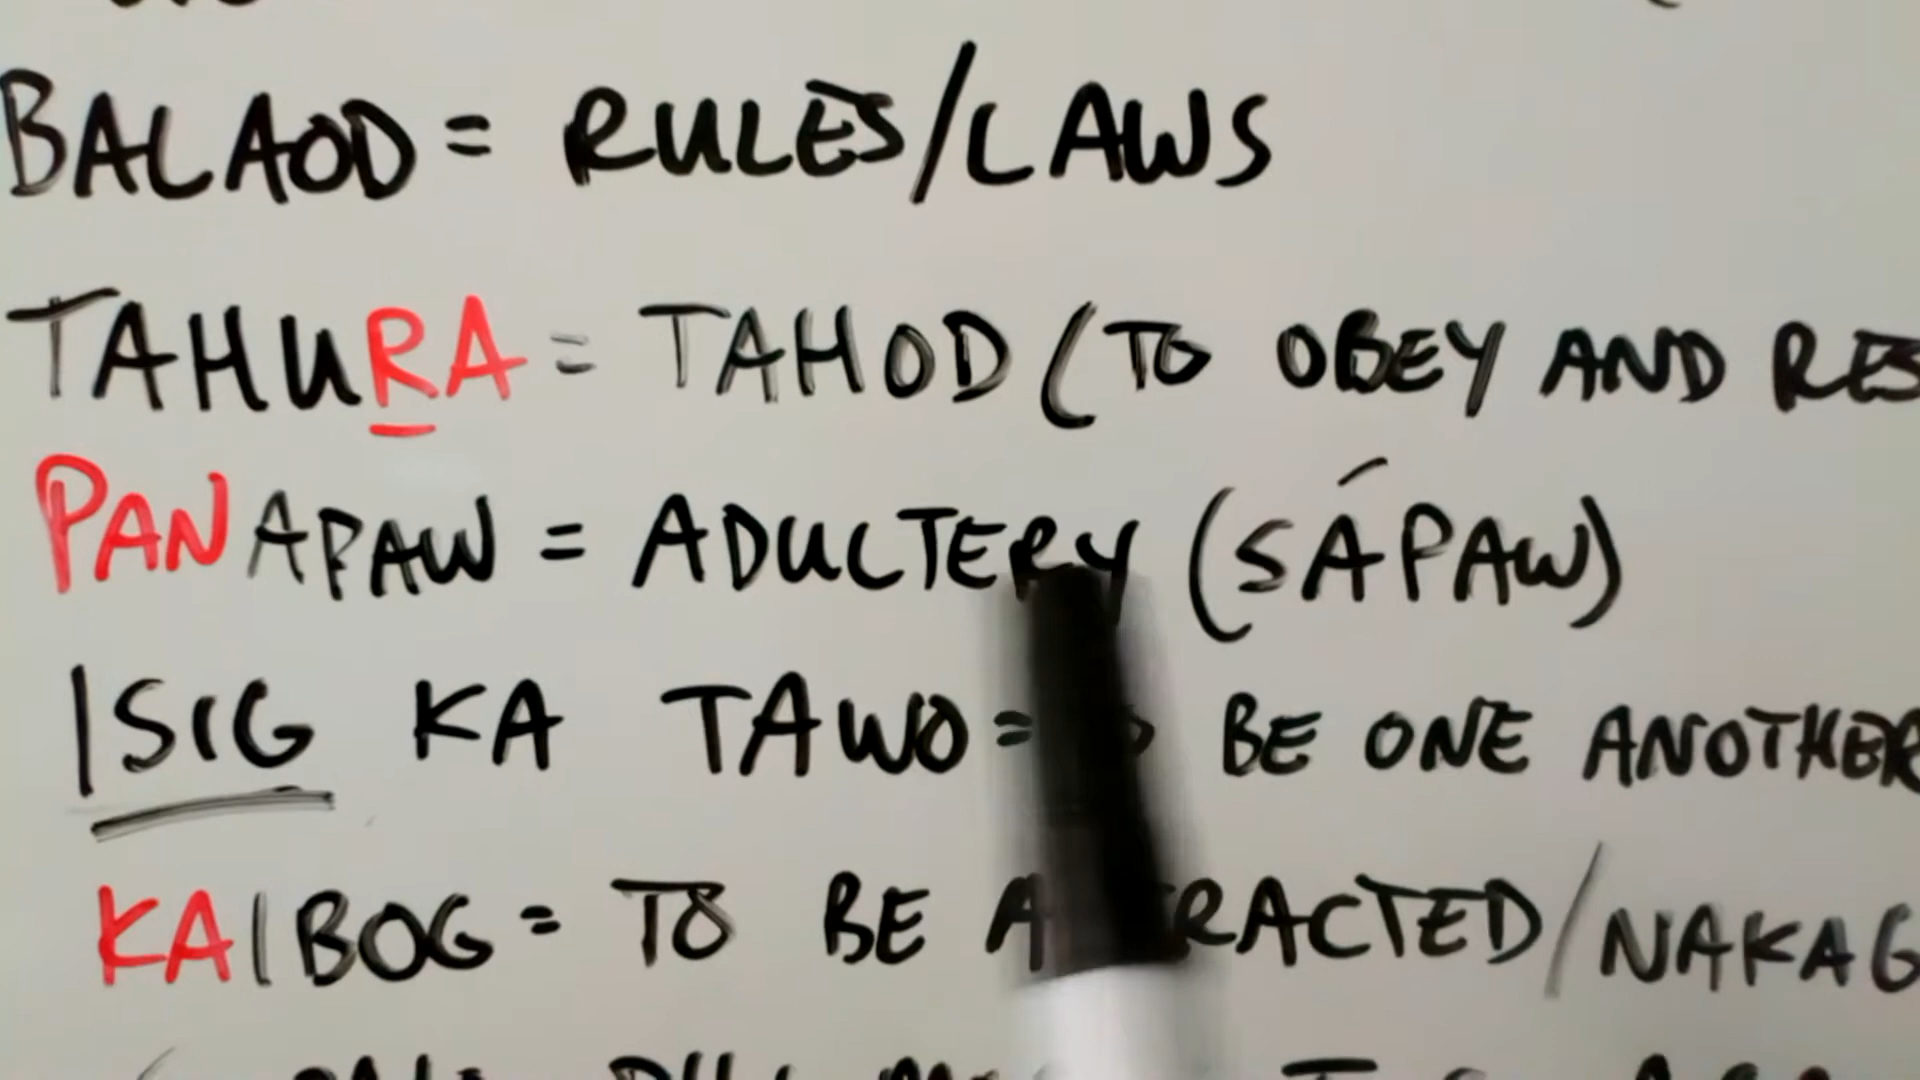 BALAOD = RULES/LAWS
TAHURA = TAHOD (TO OBEY AND RES
PANAPAW = ADULTERY (SÁPAW)
ISIG KA TAWO = BE ONE ANOTHER
KAIBOG = TO BE ATTRACTED/NAKAG